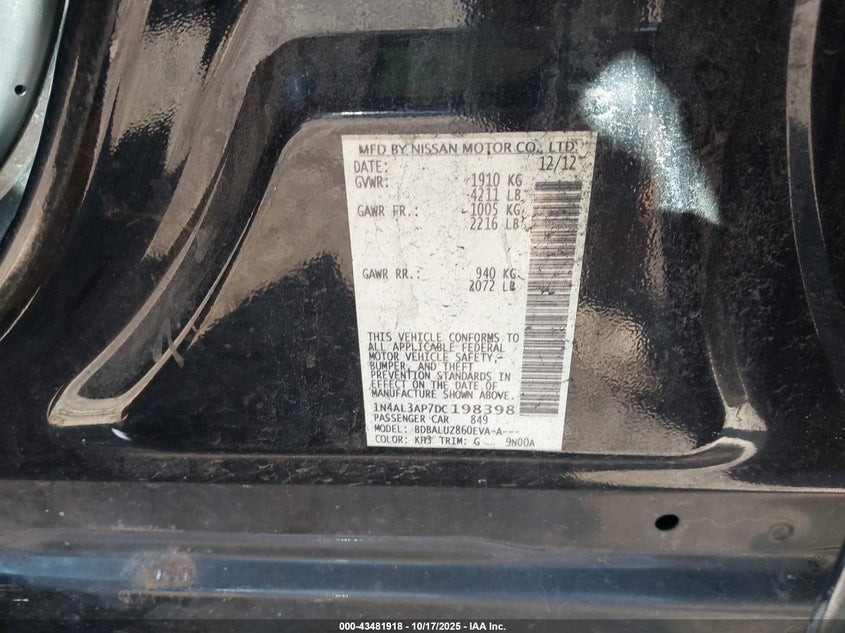 MFD BY NISSAN MOTOR CO., LTD.
DATE: 12/12
GVWR: 1910 KG
4211 LB
GAWR FR.: 1005 KG
2216 LB
GAWR RR.: 940 KG
2072 LB
THIS VEHICLE CONFORMS TO
ALL APPLICABLE FEDERAL
MOTOR VEHICLE SAFETY,
BUMPER, AND THEFT
PREVENTION STANDARDS IN
EFFECT ON THE DATE OF
MANUFACTURE SHOWN ABOVE.
1N4AL3AP7DC198398
PASSENGER CAR 849
MODEL: BDBALUZ860EVA-A---
COLOR: KH3 TRIM: G 9N00A
000-43481918 - 10/17/2025 - IAA Inc.